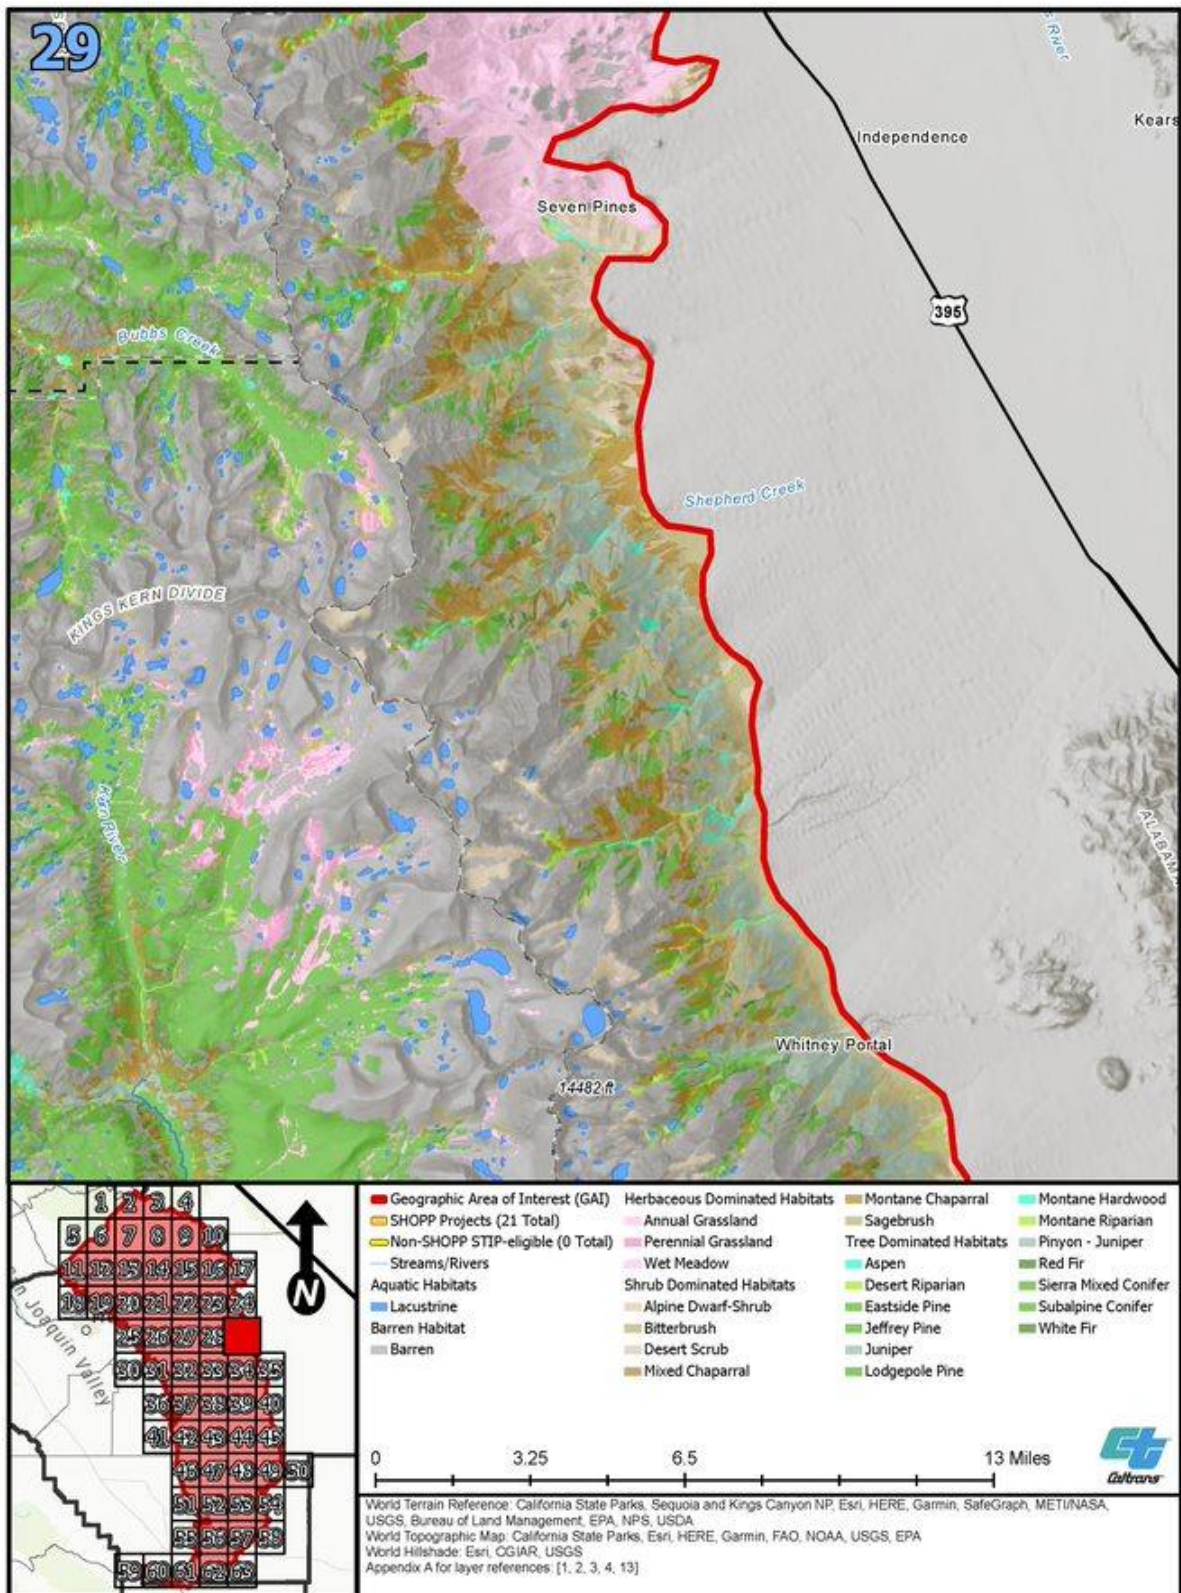 29
s River
Kears
Independence
Seven Pines
395
Bubbs Creek
Shepherd Creek
KINGS KERN DIVIDE
Kern River
ALABAMA
Whitney Portal
14482 ft
1 2 3 4
5 6 7 8 9 10
11 12 13 14 15 16 17
18 19 20 21 22 23 24
25 26 27 28
30 31 32 33 34 35
36 37 38 39 40
41 42 43 44 45
46 47 48 49 50
51 52 53 54
55 56 57 58
59 60 61 62 63
n Joaquin Valley
N
Geographic Area of Interest (GAI)
SHOPP Projects (21 Total)
Non-SHOPP STIP-eligible (0 Total)
Streams/Rivers
Aquatic Habitats
Lacustrine
Barren Habitat
Barren
Herbaceous Dominated Habitats
Annual Grassland
Perennial Grassland
Wet Meadow
Shrub Dominated Habitats
Alpine Dwarf-Shrub
Bitterbrush
Desert Scrub
Mixed Chaparral
Montane Chaparral
Sagebrush
Tree Dominated Habitats
Aspen
Desert Riparian
Eastside Pine
Jeffrey Pine
Juniper
Lodgepole Pine
Montane Hardwood
Montane Riparian
Pinyon - Juniper
Red Fir
Sierra Mixed Conifer
Subalpine Conifer
White Fir
0 3.25 6.5 13 Miles
Caltrans
World Terrain Reference: California State Parks, Sequoia and Kings Canyon NP, Esri, HERE, Garmin, SafeGraph, METI/NASA,
USGS, Bureau of Land Management, EPA, NPS, USDA
World Topographic Map: California State Parks, Esri, HERE, Garmin, FAO, NOAA, USGS, EPA
World Hillshade: Esri, CGIAR, USGS
Appendix A for layer references: [1, 2, 3, 4, 13]